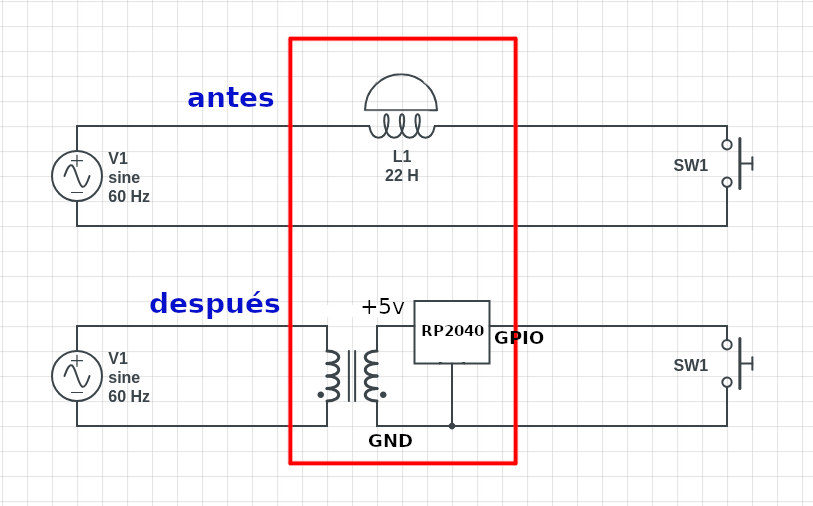 antes
L1
22 H
V1
sine
60 Hz
SW1
después
+5v
RP2040
GPIO
V1
sine
60 Hz
SW1
GND